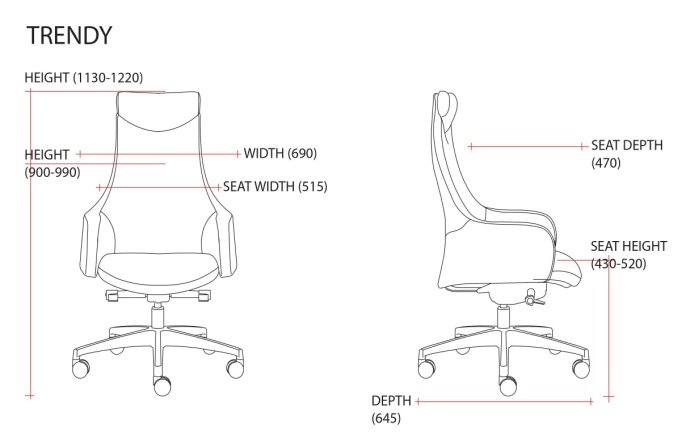 TRENDY
HEIGHT (1130-1220)
HEIGHT
(900-990)
WIDTH (690)
SEAT WIDTH (515)
SEAT DEPTH
(470)
SEAT HEIGHT
(430-520)
DEPTH
(645)